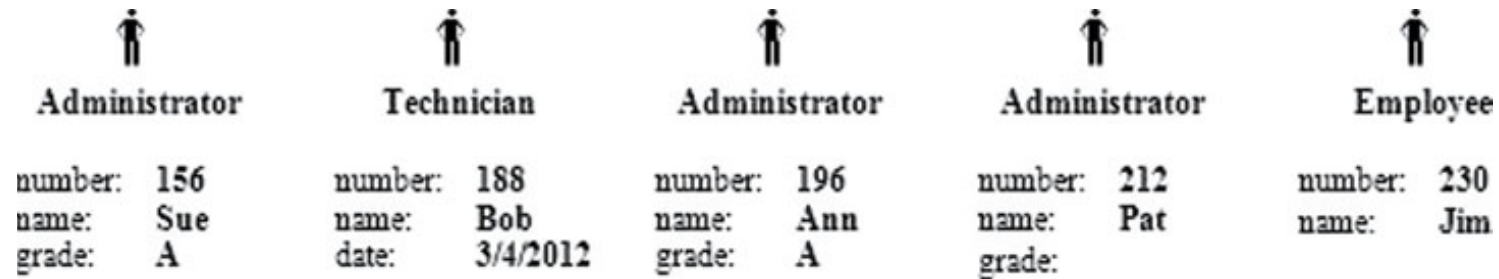 Administrator Technician Administrator Administrator Employee
number: 156 number: 188 number: 196 number: 212 number: 230
name: Sue name: Bob name: Ann name: Pat name: Jim
grade: A date: 3/4/2012 grade: A grade: